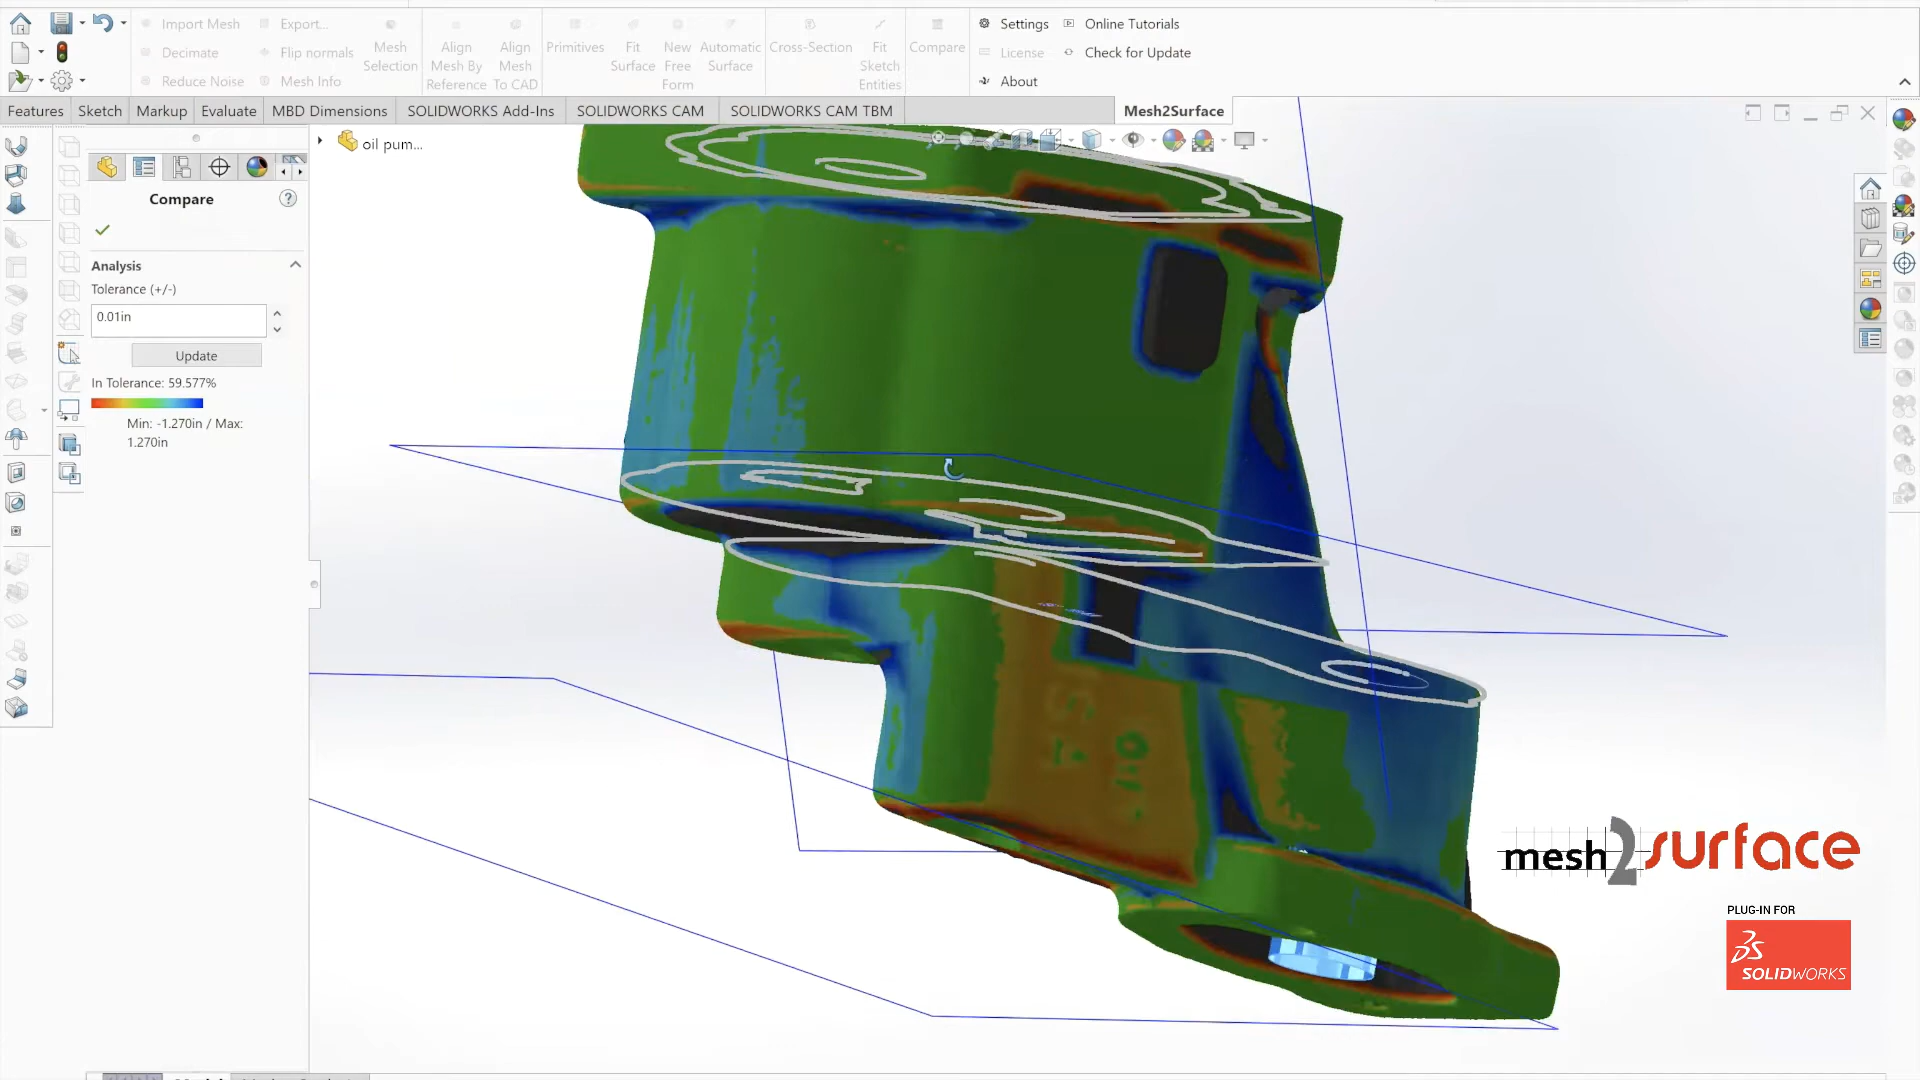 Import Mesh
Export...
Decimate
Flip normals
Reduce Noise
Mesh Info
Mesh
Selection
Align
Mesh By
Reference
Align
Mesh
To CAD
Primitives
Fit
Surface
New
Free
Form
Automatic
Surface
Cross-Section
Fit
Sketch
Entities
Compare
Settings
Online Tutorials
License
Check for Update
About
Features
Sketch
Markup
Evaluate
MBD Dimensions
SOLIDWORKS Add-Ins
SOLIDWORKS CAM
SOLIDWORKS CAM TBM
Mesh2Surface
oil pum...
Compare
Analysis
Tolerance (+/-)
0.01in
Update
In Tolerance: 59.577%
Min: -1.270in / Max:
1.270in
mesh2surface
PLUG-IN FOR
SOLIDWORKS